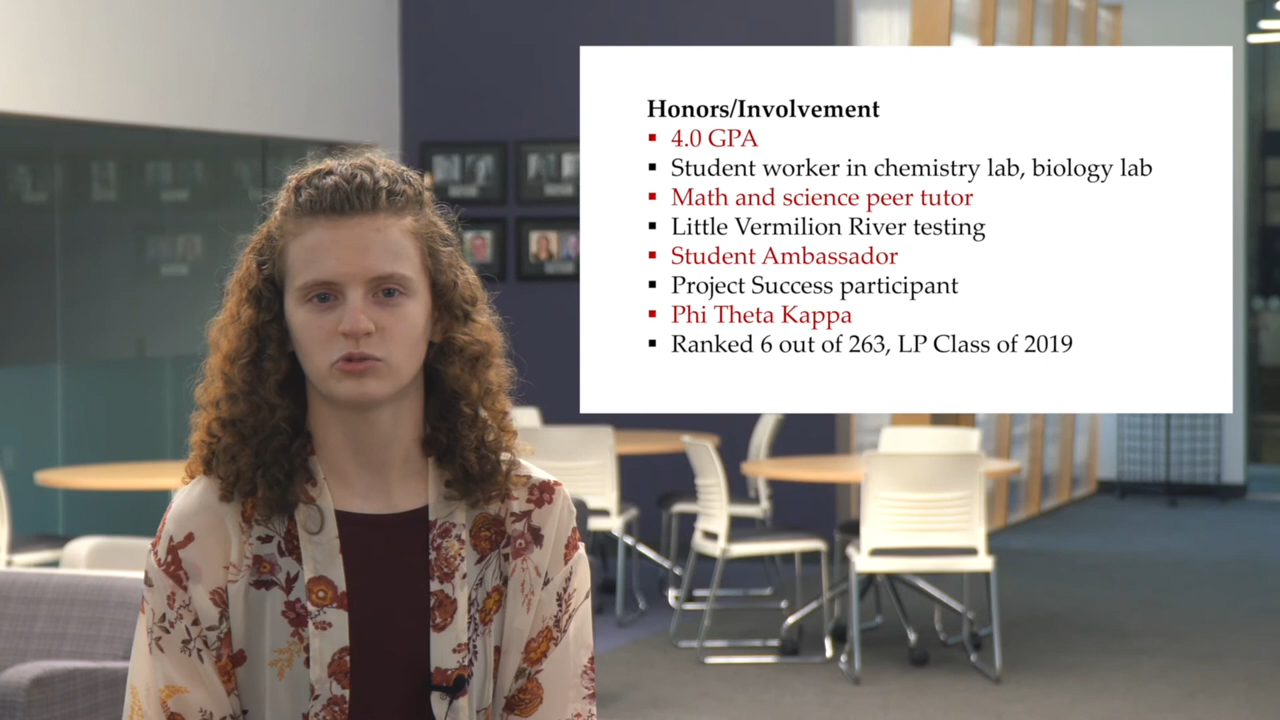 Honors/Involvement
▪ 4.0 GPA
▪ Student worker in chemistry lab, biology lab
▪ Math and science peer tutor
▪ Little Vermilion River testing
▪ Student Ambassador
▪ Project Success participant
▪ Phi Theta Kappa
▪ Ranked 6 out of 263, LP Class of 2019